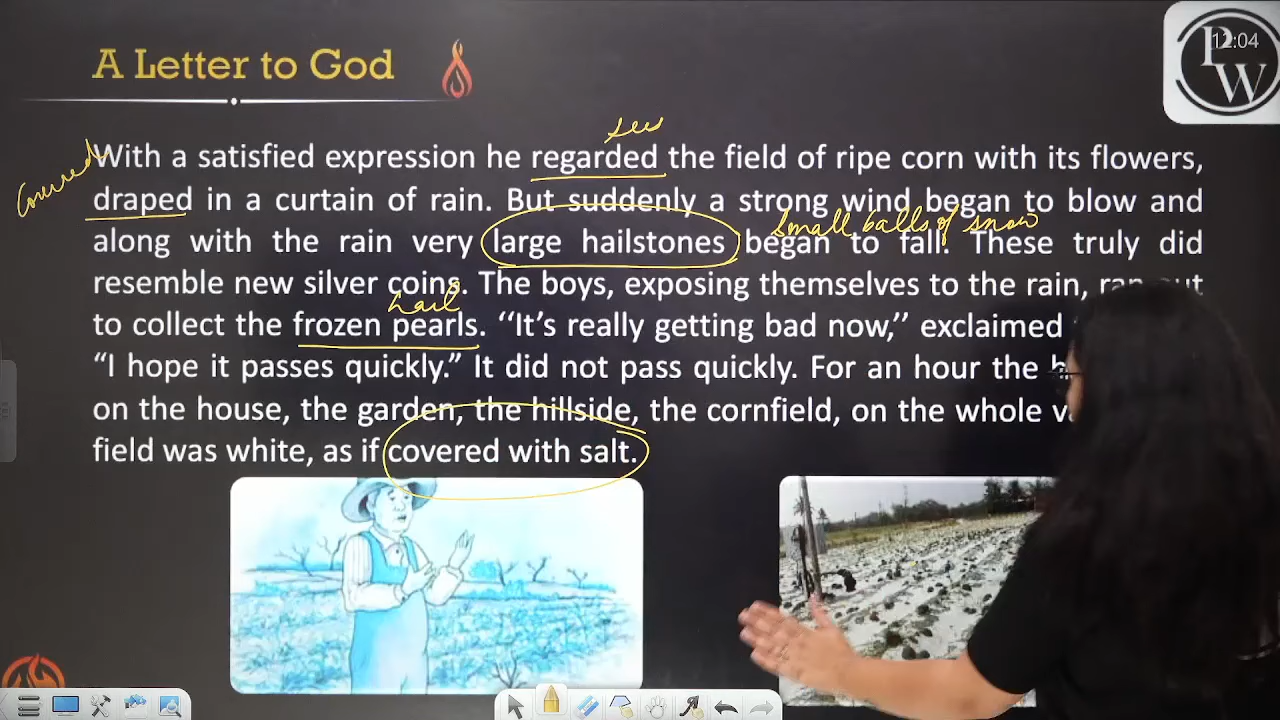 A Letter to God
12:04
PW
see
Covered
With a satisfied expression he regarded the field of ripe corn with its flowers,
draped in a curtain of rain. But suddenly a strong wind began to blow and
Small balls of snow
along with the rain very large hailstones began to fall. These truly did
resemble new silver coins. The boys, exposing themselves to the rain, ran out
hail
to collect the frozen pearls. ‘‘It’s really getting bad now,’’ exclaimed
“I hope it passes quickly.” It did not pass quickly. For an hour the
on the house, the garden, the hillside, the cornfield, on the whole
field was white, as if covered with salt.